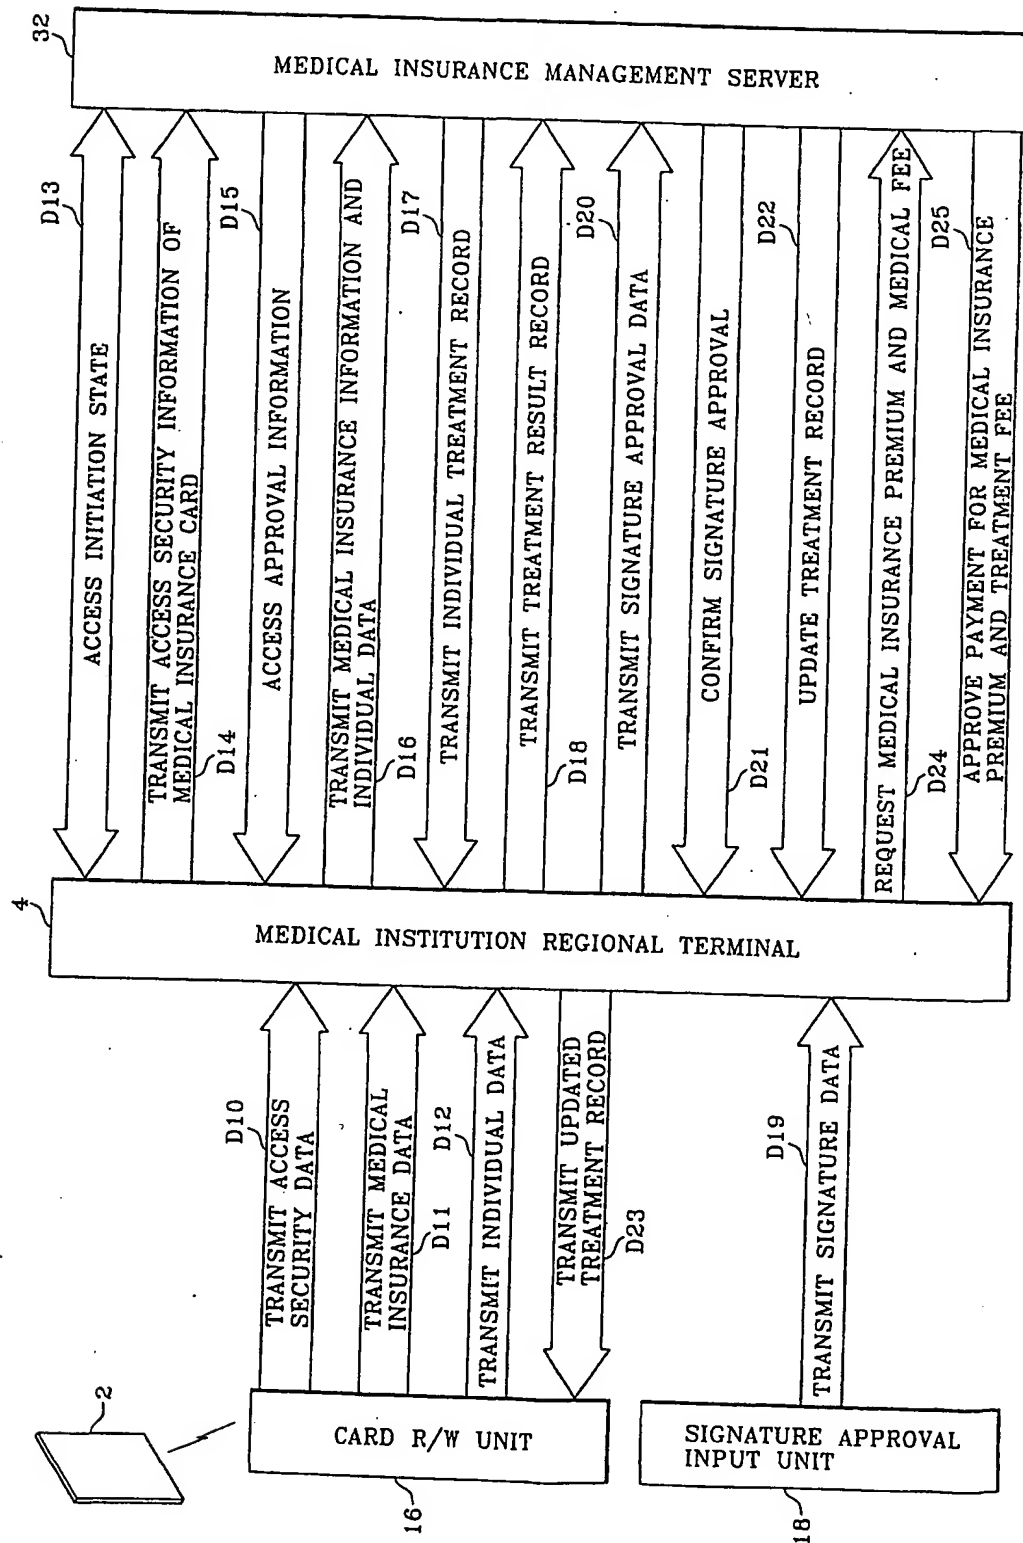 32
MEDICAL INSURANCE MANAGEMENT SERVER
D13
ACCESS INITIATION STATE
TRANSMIT ACCESS SECURITY INFORMATION OF
MEDICAL INSURANCE CARD
D14
D15
ACCESS APPROVAL INFORMATION
TRANSMIT MEDICAL INSURANCE INFORMATION AND
INDIVIDUAL DATA
D16
D17
TRANSMIT INDIVIDUAL TREATMENT RECORD
TRANSMIT TREATMENT RESULT RECORD
D18
D20
TRANSMIT SIGNATURE APPROVAL DATA
CONFIRM SIGNATURE APPROVAL
D21
D22
UPDATE TREATMENT RECORD
REQUEST MEDICAL INSURANCE PREMIUM AND MEDICAL FEE
D24
D25
APPROVE PAYMENT FOR MEDICAL INSURANCE
PREMIUM AND TREATMENT FEE
4
MEDICAL INSTITUTION REGIONAL TERMINAL
D10
TRANSMIT ACCESS
SECURITY DATA
TRANSMIT MEDICAL
INSURANCE DATA
D11
D12
TRANSMIT INDIVIDUAL DATA
TRANSMIT UPDATED
TREATMENT RECORD
D23
D19
TRANSMIT SIGNATURE DATA
2
CARD R/W UNIT
16
SIGNATURE APPROVAL
INPUT UNIT
18